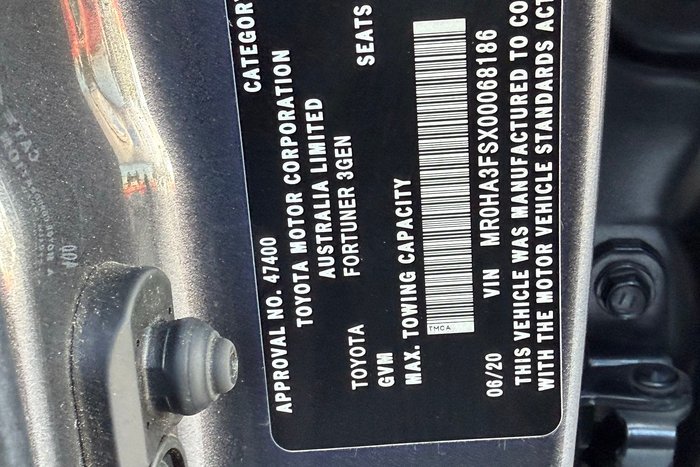 APPROVAL NO. 47400 CATEGOR
TOYOTA MOTOR CORPORATION
AUSTRALIA LIMITED
TOYOTA FORTUNER 3GEN SEATS
GVM
MAX. TOWING CAPACITY
TMCA
06/20 VIN MR0HA3FSX00068186
THIS VEHICLE WAS MANUFACTURED TO CO
WITH THE MOTOR VEHICLE STANDARDS ACT